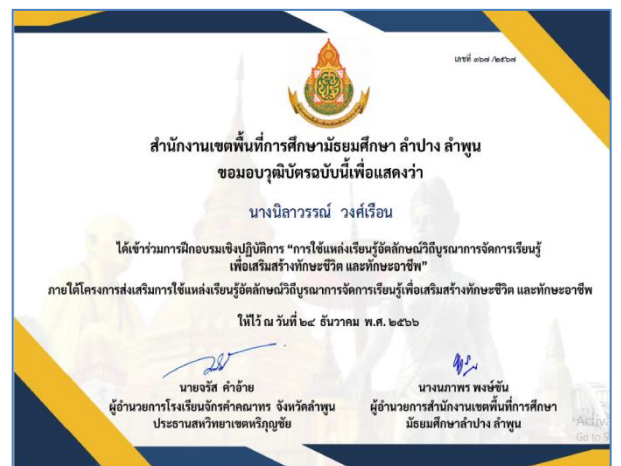 เลขที่ ๓๖๗ /๒๕๖๗
สำนักงานเขตพื้นที่การศึกษามัธยมศึกษา ลำปาง ลำพูน
ขอมอบวุฒิบัตรฉบับนี้เพื่อแสดงว่า
นางนิลาวรรณ์ วงศ์เรือน
ได้เข้าร่วมการฝึกอบรมเชิงปฏิบัติการ “การใช้แหล่งเรียนรู้อัตลักษณ์วิถีบูรณาการจัดการเรียนรู้
เพื่อเสริมสร้างทักษะชีวิต และทักษะอาชีพ”
ภายใต้โครงการส่งเสริมการใช้แหล่งเรียนรู้อัตลักษณ์วิถีบูรณาการจัดการเรียนรู้เพื่อเสริมสร้างทักษะชีวิต และทักษะอาชีพ
ให้ไว้ ณ วันที่ ๒๔ ธันวาคม พ.ศ. ๒๕๖๖
นายจรัส คำอ้าย
ผู้อำนวยการโรงเรียนจักรคำคณาทร จังหวัดลำพูน
ประธานสหวิทยาเขตหริภุญชัย
นางนภาพร พงษ์ขัน
ผู้อำนวยการสำนักงานเขตพื้นที่การศึกษา
มัธยมศึกษาลำปาง ลำพูน
Activa
Go to S